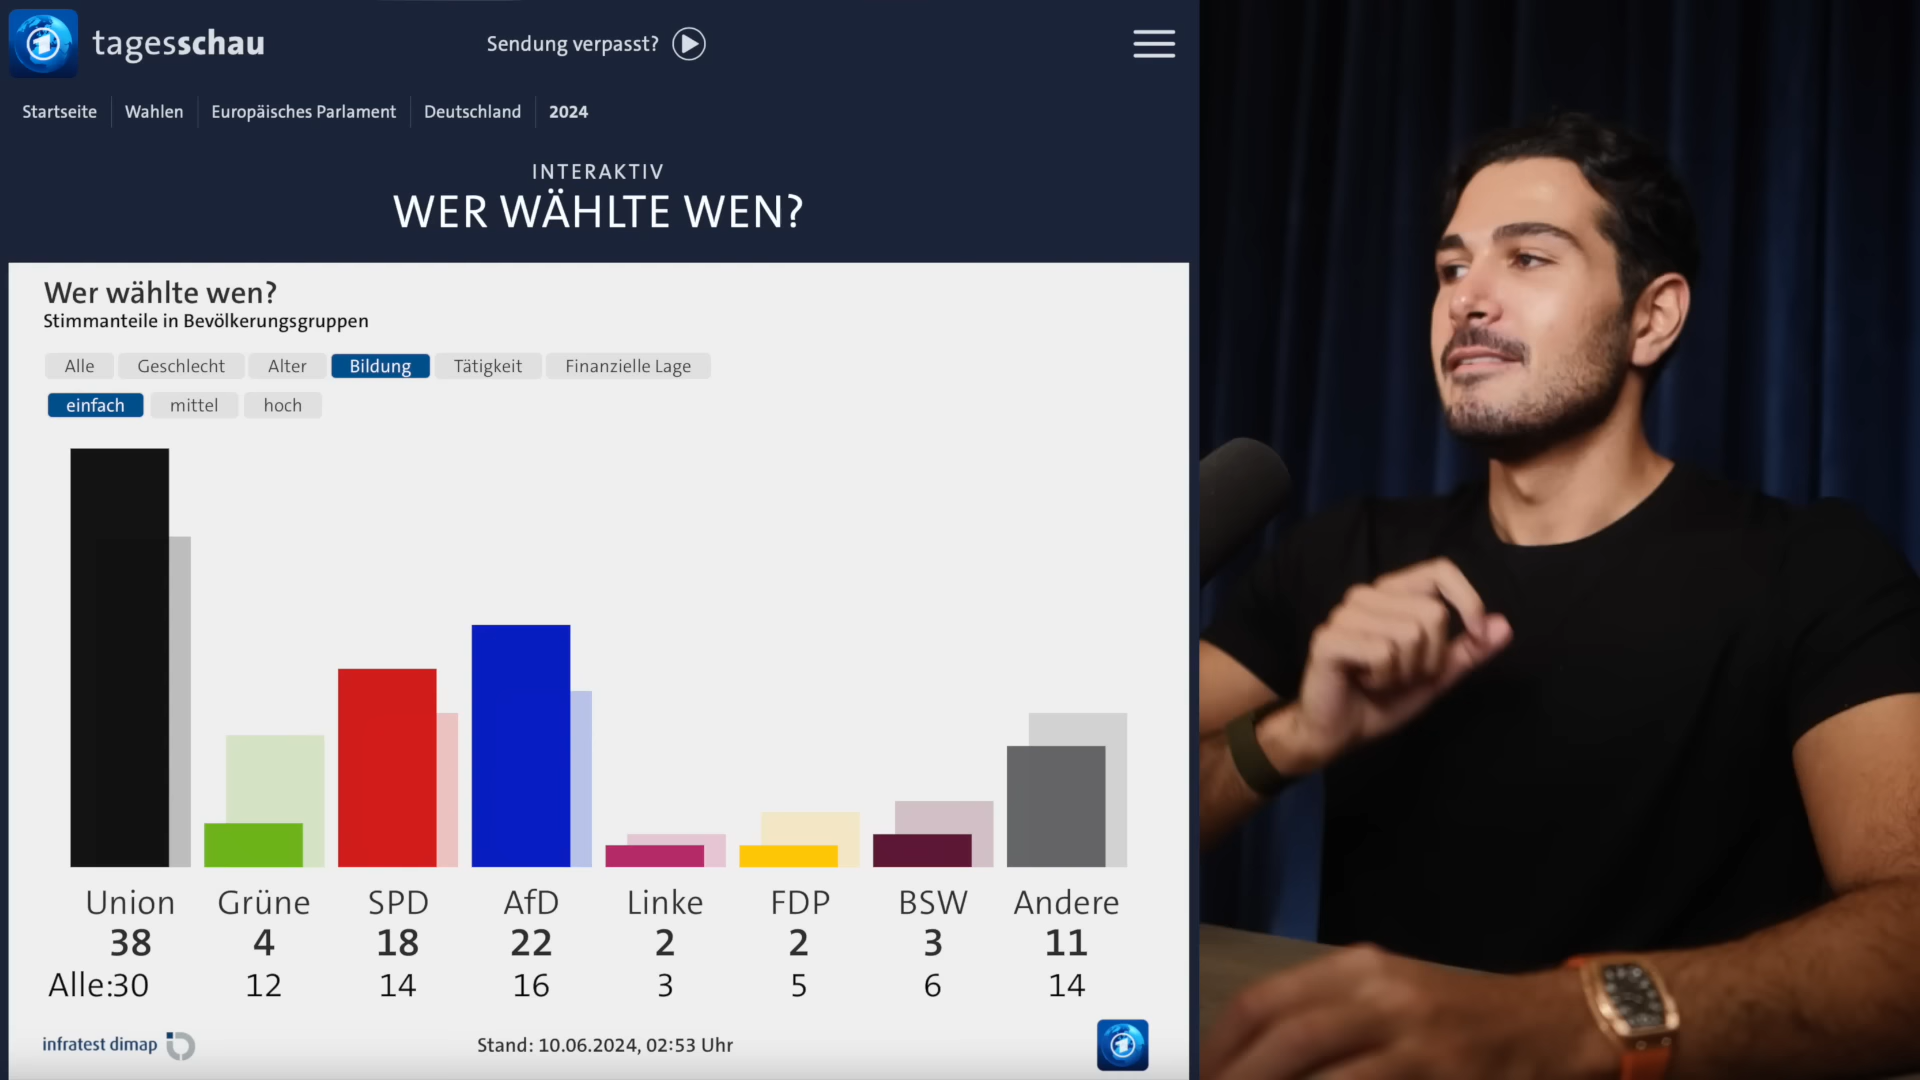 tagesschau
Sendung verpasst?
Startseite Wahlen Europäisches Parlament Deutschland 2024
INTERAKTIV
WER WÄHLTE WEN?
Wer wählte wen?
Stimmanteile in Bevölkerungsgruppen
Alle Geschlecht Alter Bildung Tätigkeit Finanzielle Lage
einfach mittel hoch
Union Grüne SPD AfD Linke FDP BSW Andere
38 4 18 22 2 2 3 11
Alle:30 12 14 16 3 5 6 14
infratest dimap Stand: 10.06.2024, 02:53 Uhr